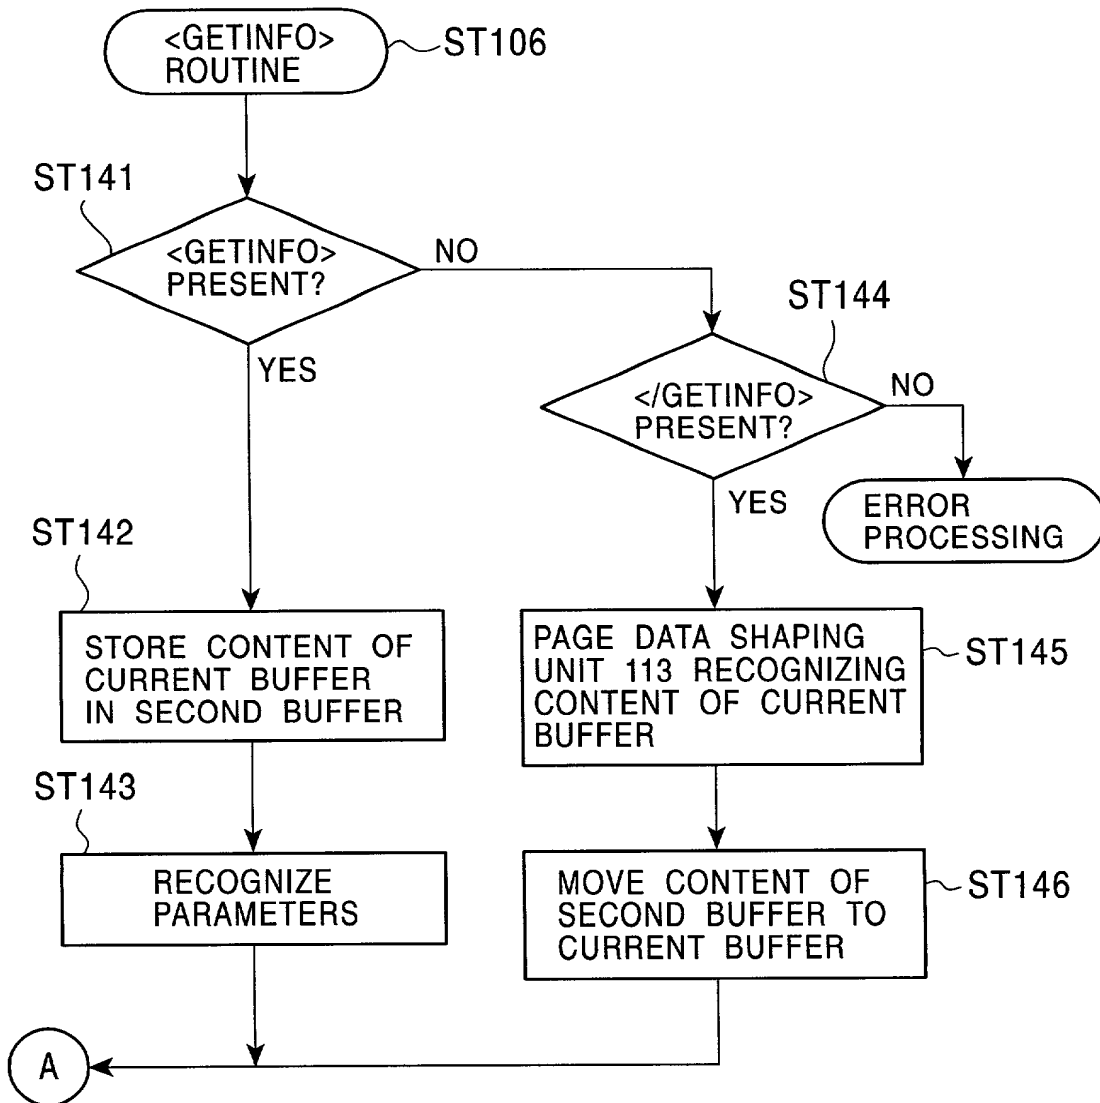 <GETINFO>
ROUTINE
ST106
ST141
<GETINFO>
PRESENT?
NO
YES
ST144
</GETINFO>
PRESENT?
NO
YES
ERROR
PROCESSING
ST142
STORE CONTENT OF
CURRENT BUFFER
IN SECOND BUFFER
PAGE DATA SHAPING
UNIT 113 RECOGNIZING
CONTENT OF CURRENT
BUFFER
ST145
ST143
RECOGNIZE
PARAMETERS
MOVE CONTENT OF
SECOND BUFFER TO
CURRENT BUFFER
ST146
A